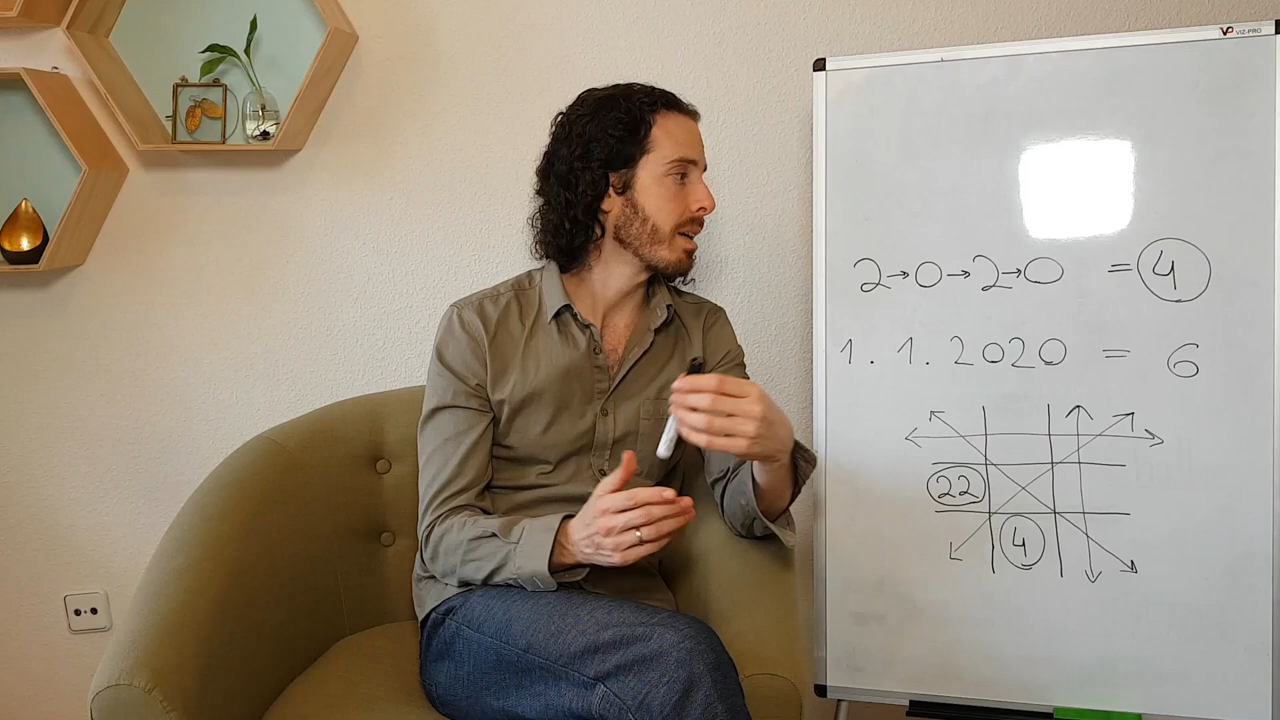 VIZ-PRO
2→0→2→0 = 4
1. 1. 2020 = 6
22
4